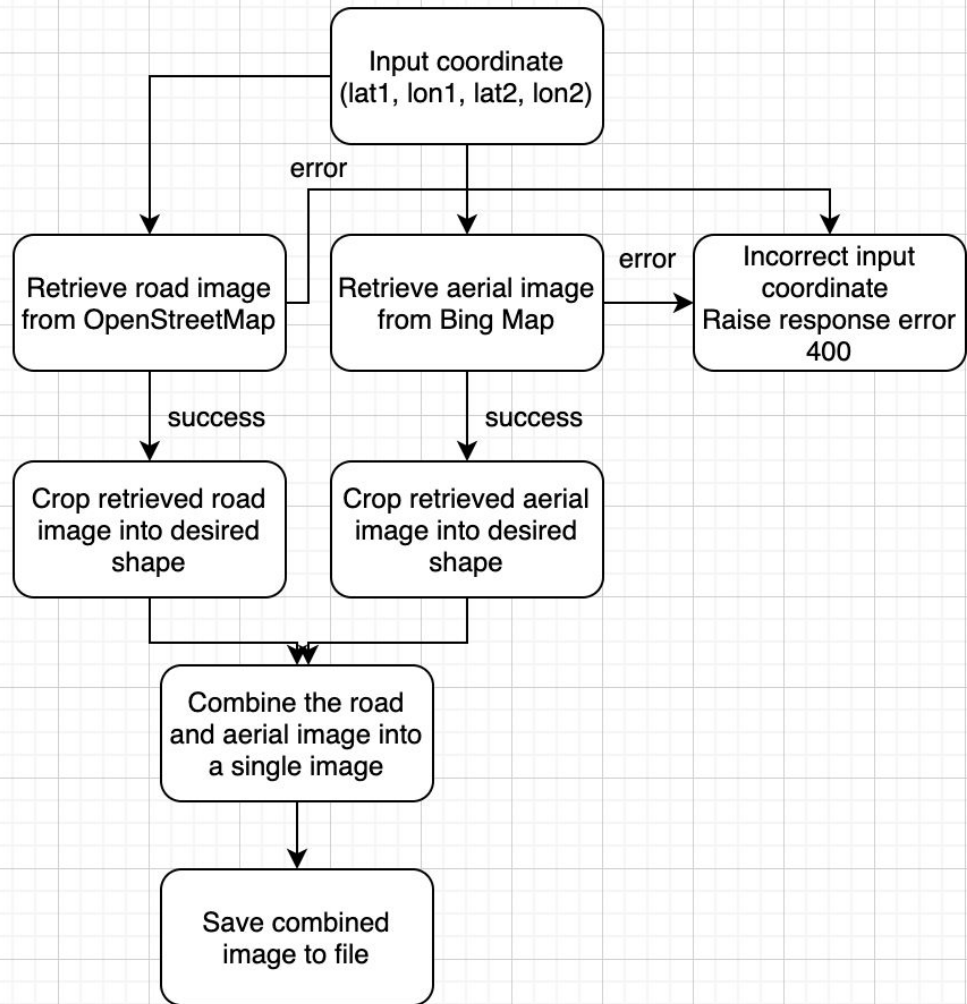 Input coordinate
(lat1, lon1, lat2, lon2)
error
Retrieve road image
from OpenStreetMap
Retrieve aerial image
from Bing Map
error
Incorrect input
coordinate
Raise response error
400
success
success
Crop retrieved road
image into desired
shape
Crop retrieved aerial
image into desired
shape
Combine the road
and aerial image into
a single image
Save combined
image to file